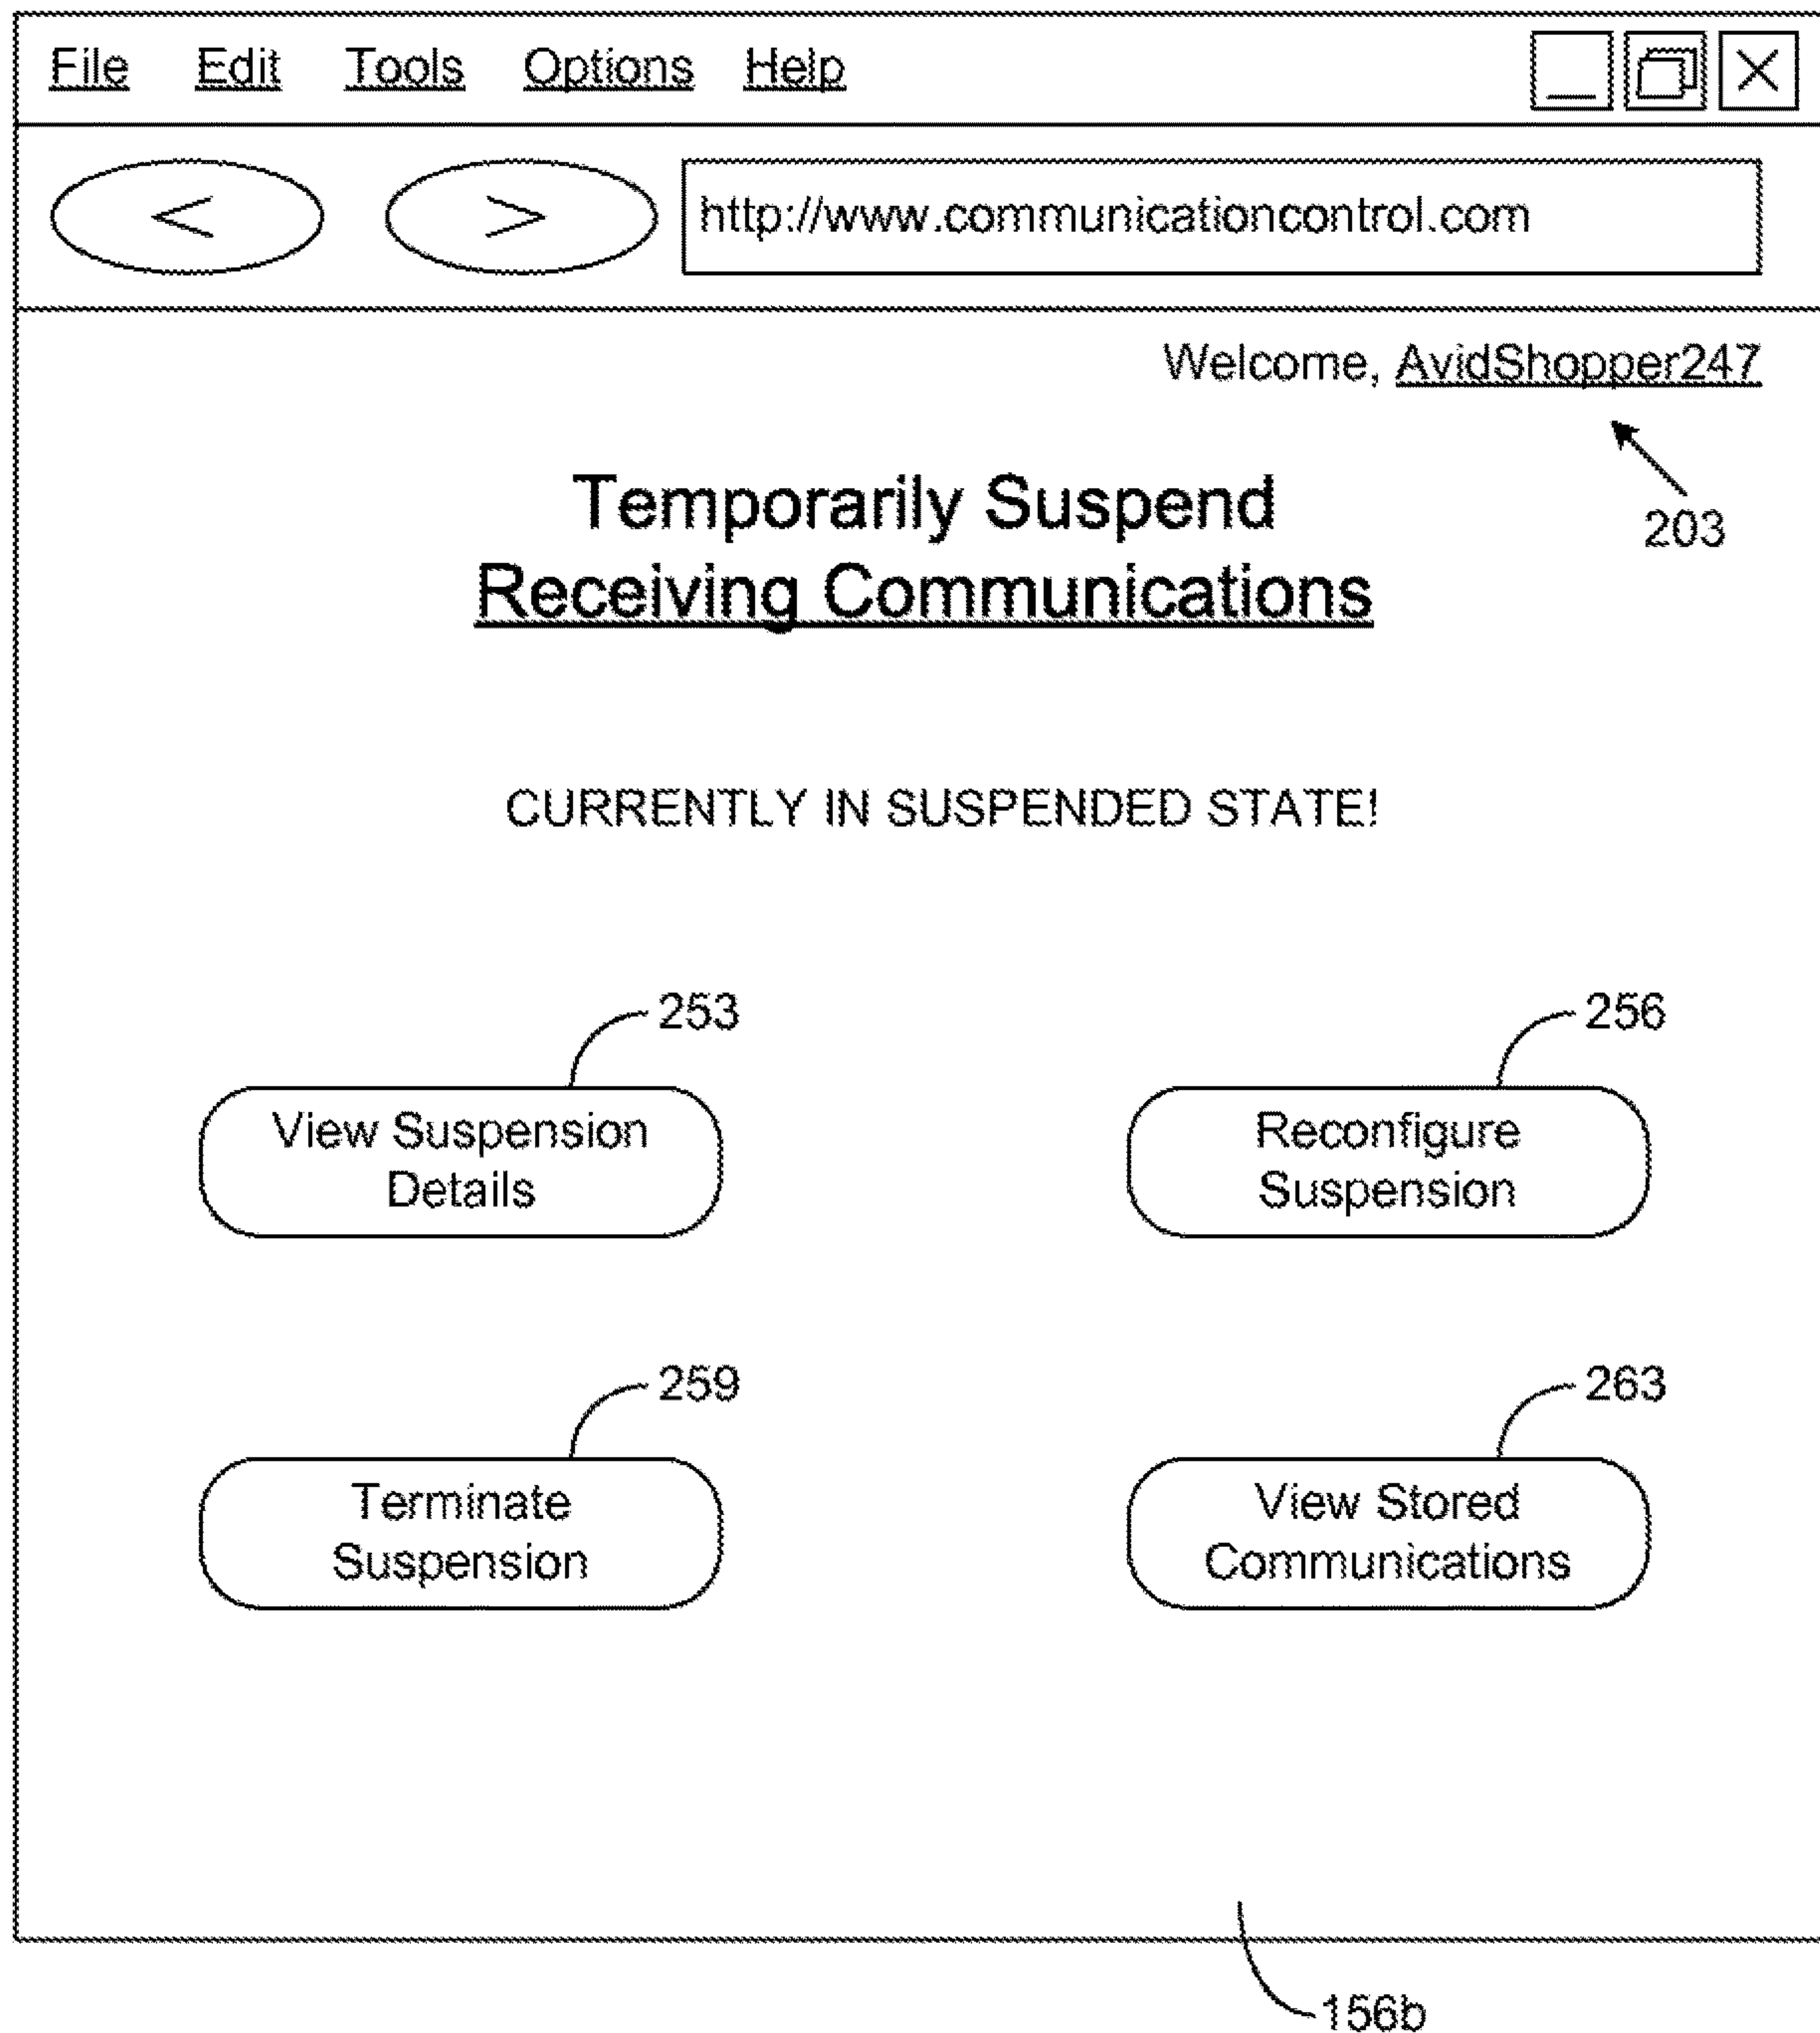 File Edit Tools Options Help
< > http://www.communicationcontrol.com
Welcome, AvidShopper247
203
Temporarily Suspend
Receiving Communications
CURRENTLY IN SUSPENDED STATE!
253
View Suspension
Details
256
Reconfigure
Suspension
259
Terminate
Suspension
263
View Stored
Communications
156b